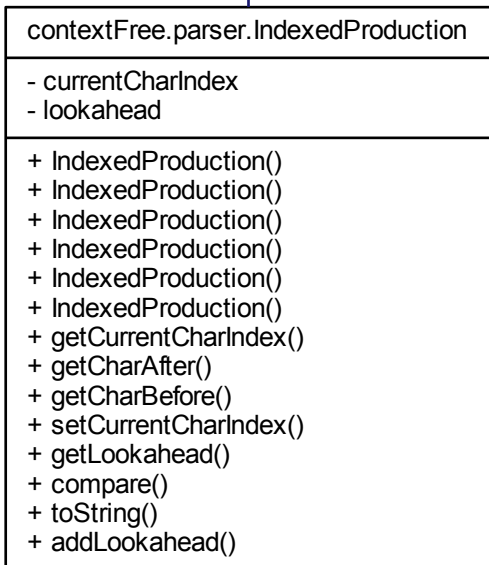 contextFree.parser.IndexedProduction
- currentCharIndex
- lookahead
+ IndexedProduction()
+ IndexedProduction()
+ IndexedProduction()
+ IndexedProduction()
+ IndexedProduction()
+ IndexedProduction()
+ getCurrentCharIndex()
+ getCharAfter()
+ getCharBefore()
+ setCurrentCharIndex()
+ getLookahead()
+ compare()
+ toString()
+ addLookahead()